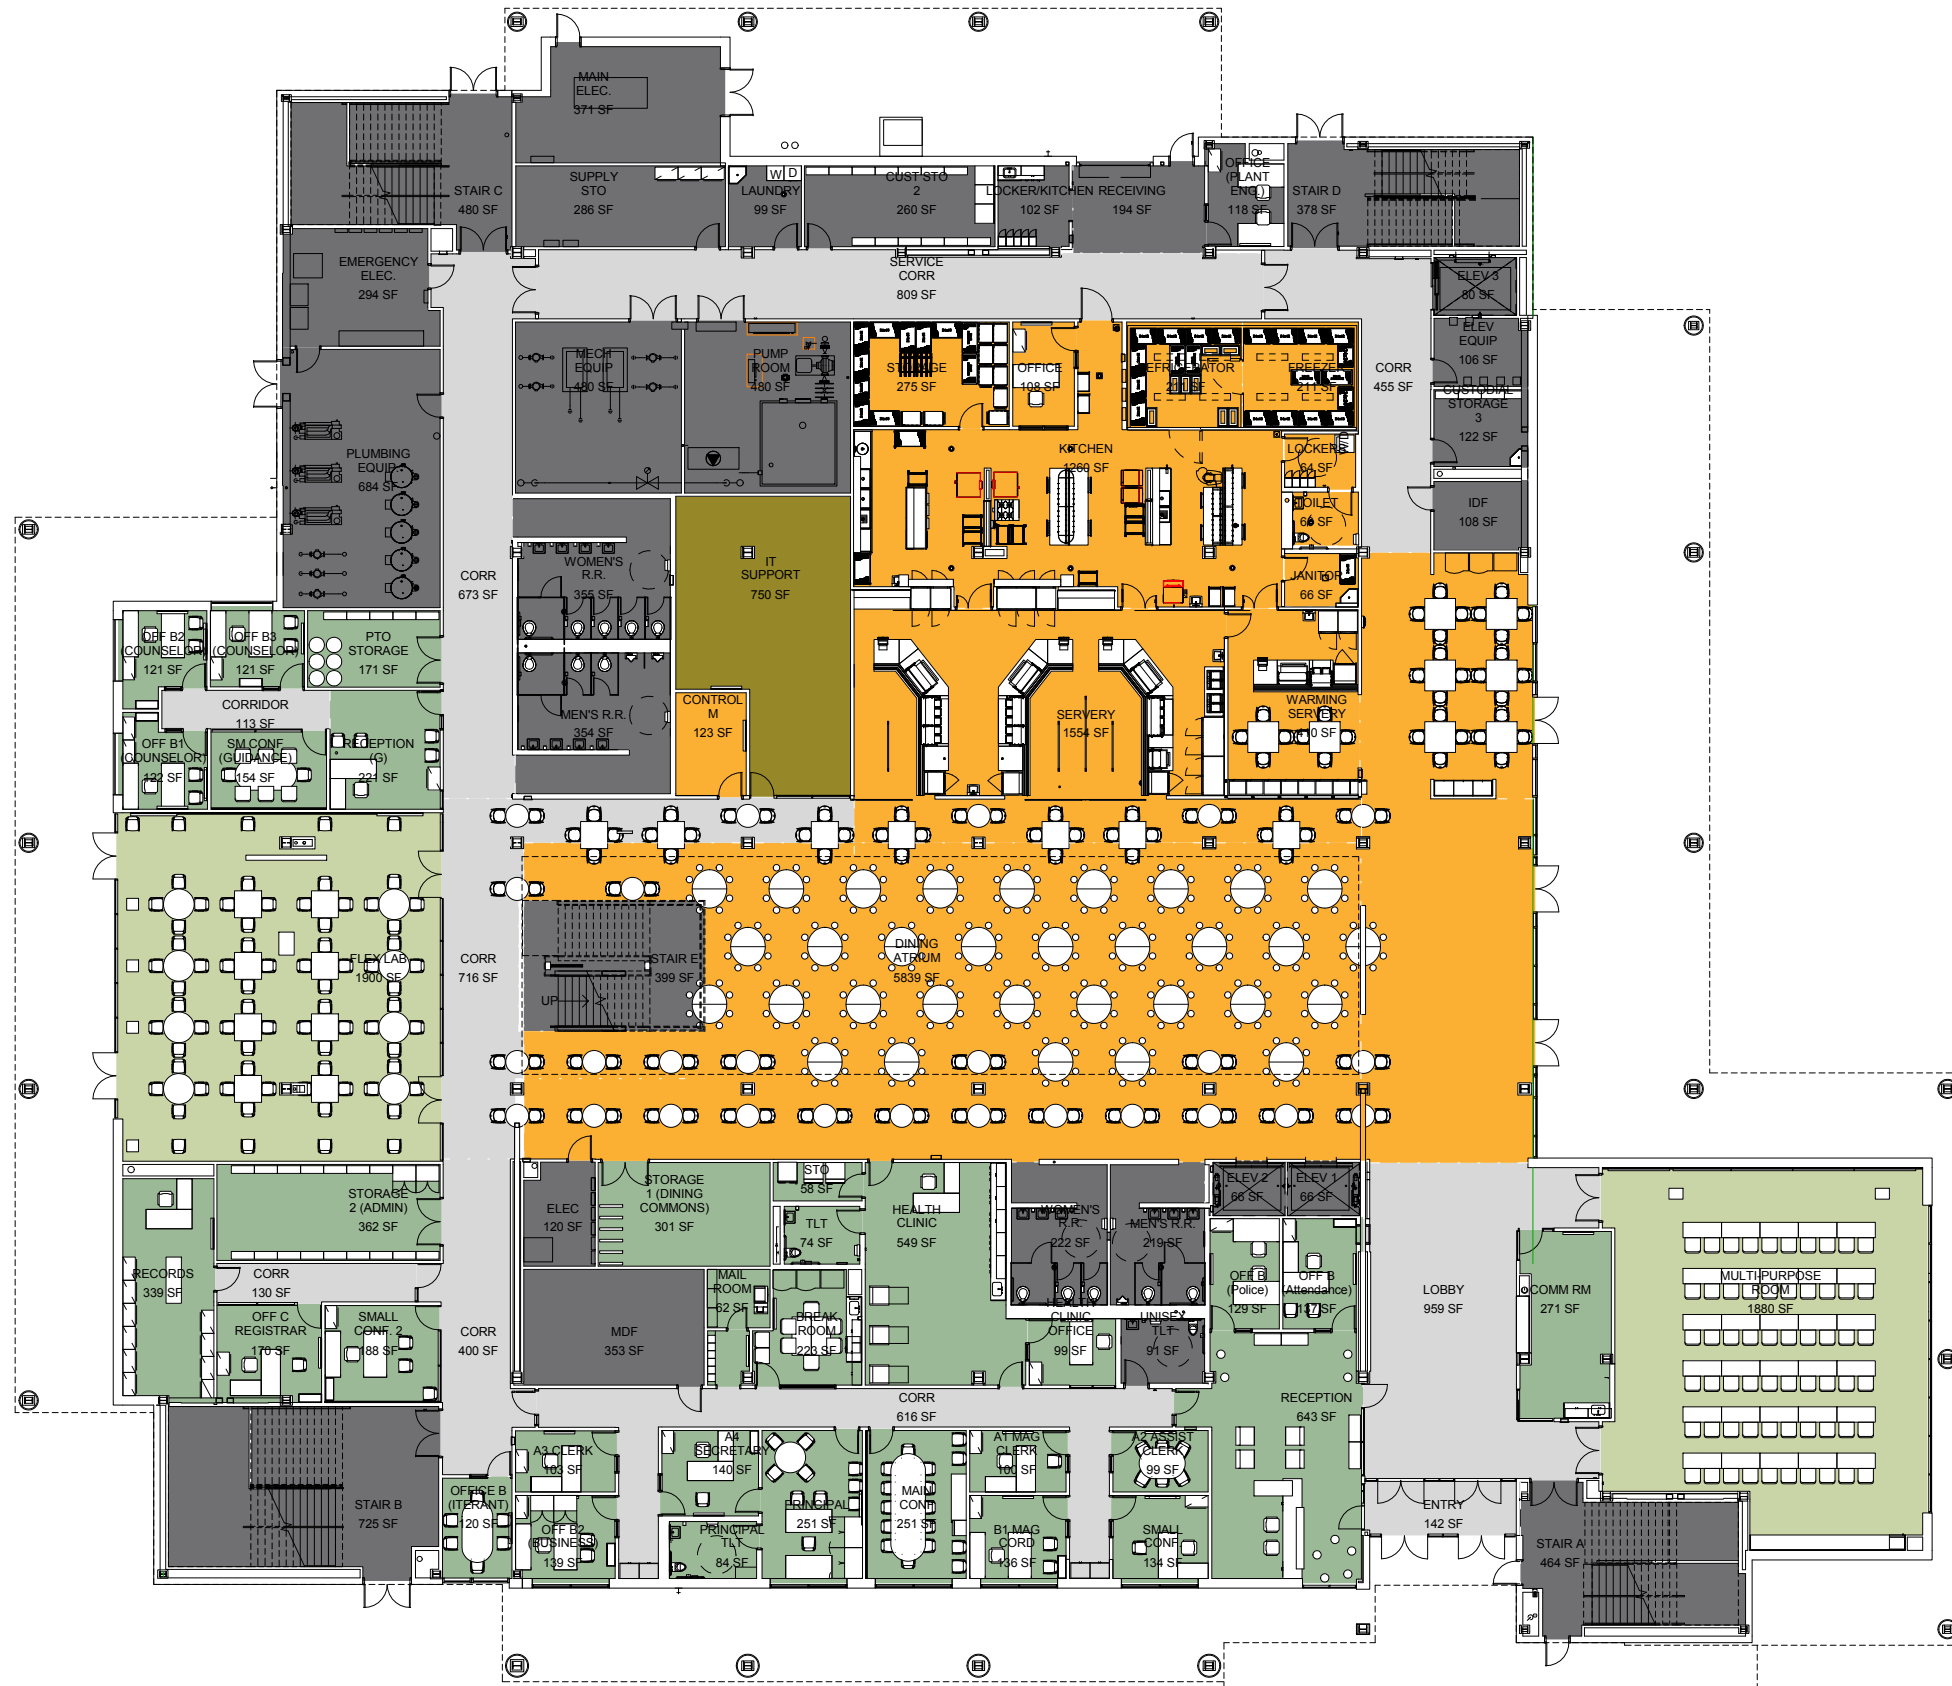 MAIN
ELEC.
371 SF
STAIR C
480 SF
SUPPLY
STO
286 SF
W D
LAUNDRY
99 SF
CUST STO
2
260 SF
LOCKER/KITCHEN
102 SF
RECEIVING
194 SF
OFFICE
(PLANT
ENG.)
118 SF
STAIR D
378 SF
EMERGENCY
ELEC.
294 SF
SERVICE
CORR
809 SF
ELEV 3
80 SF
MECH
EQUIP
480 SF
PUMP
ROOM
480 SF
STORAGE
275 SF
OFFICE
108 SF
REFRIGERATOR
211 SF
FREEZER
211 SF
CORR
455 SF
ELEV
EQUIP
106 SF
CUSTODIAL
STORAGE
3
122 SF
PLUMBING
EQUIP
684 SF
KITCHEN
1260 SF
LOCKERS
64 SF
W/D
TOILET
IDF
108 SF
CORR
673 SF
WOMEN'S
R.R.
355 SF
IT
SUPPORT
750 SF
JANITOR
66 SF
OFF B2
(COUNSELOR)
121 SF
OFF B3
(COUNSELOR)
121 SF
PTO
STORAGE
171 SF
CORRIDOR
113 SF
MEN'S R.R.
354 SF
CONTROL
M
123 SF
SERVERY
1554 SF
WARMING
SERVERY
410 SF
OFF B1
(COUNSELOR)
122 SF
SM CONF
(GUIDANCE)
154 SF
RECEPTION
(G)
221 SF
FLEX LAB
1900 SF
CORR
716 SF
STAIR E
399 SF
UP
DINING
ATRIUM
5839 SF
STORAGE
2 (ADMIN)
362 SF
ELEC
120 SF
STORAGE
1 (DINING
COMMONS)
301 SF
STO
58 SF
TLT
74 SF
HEALTH
CLINIC
549 SF
WOMEN'S
R.R.
222 SF
MEN'S R.R.
219 SF
ELEV 2
66 SF
ELEV 1
66 SF
RECORDS
339 SF
CORR
130 SF
OFF C
REGISTRAR
170 SF
SMALL
CONF. 2
188 SF
CORR
400 SF
MDF
353 SF
MAIL
ROOM
62 SF
BREAK
ROOM
223 SF
HEALTH
CLINIC
OFFICE
99 SF
UNISEX
TLT
91 SF
OFF B
(Police)
129 SF
OFF B
(Attendance)
137 SF
LOBBY
959 SF
COMM RM
271 SF
MULTI-PURPOSE
ROOM
1880 SF
CORR
616 SF
RECEPTION
643 SF
STAIR B
725 SF
OFFICE B
(ITERANT)
120 SF
A3 CLERK
103 SF
OFF B2
(BUSINESS)
139 SF
A4
SECRETARY
140 SF
PRINCIPAL
TLT
84 SF
PRINCIPAL
251 SF
MAIN
CONF
251 SF
A1 MAG
CLERK
100 SF
B1 MAG
CORD
136 SF
A2 ASSIST
CLERK
99 SF
SMALL
CONF.
134 SF
ENTRY
142 SF
STAIR A
464 SF